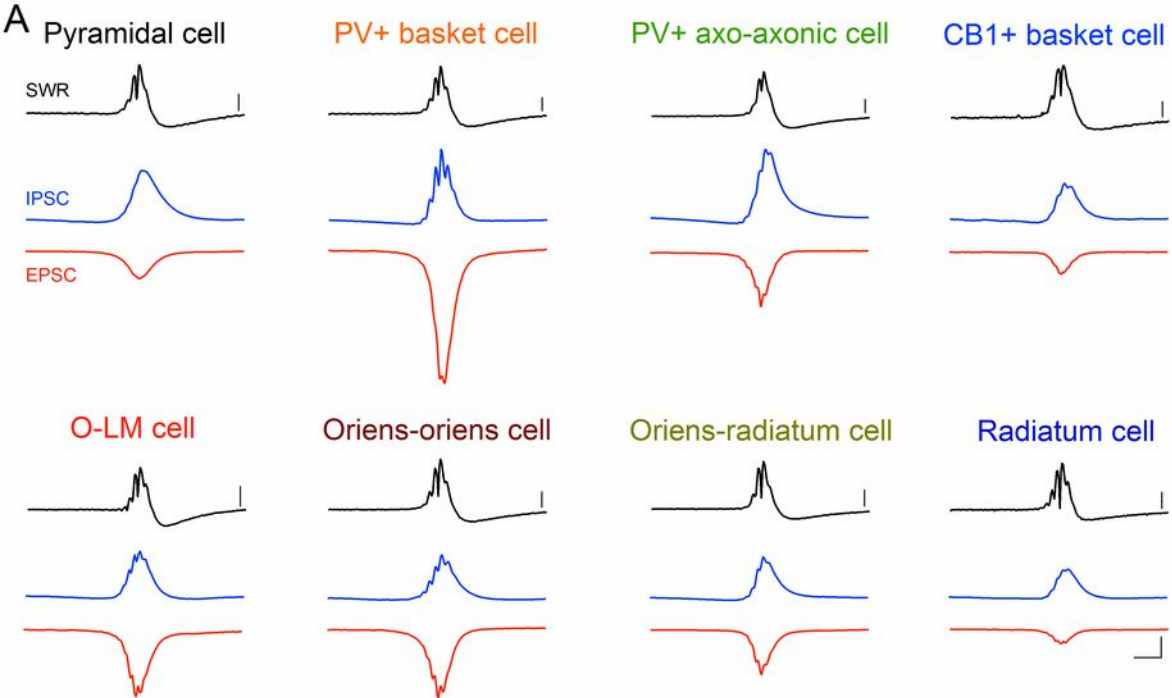 A
Pyramidal cell PV+ basket cell PV+ axo-axonic cell CB1+ basket cell
SWR
IPSC
EPSC
O-LM cell Oriens-oriens cell Oriens-radiatum cell Radiatum cell